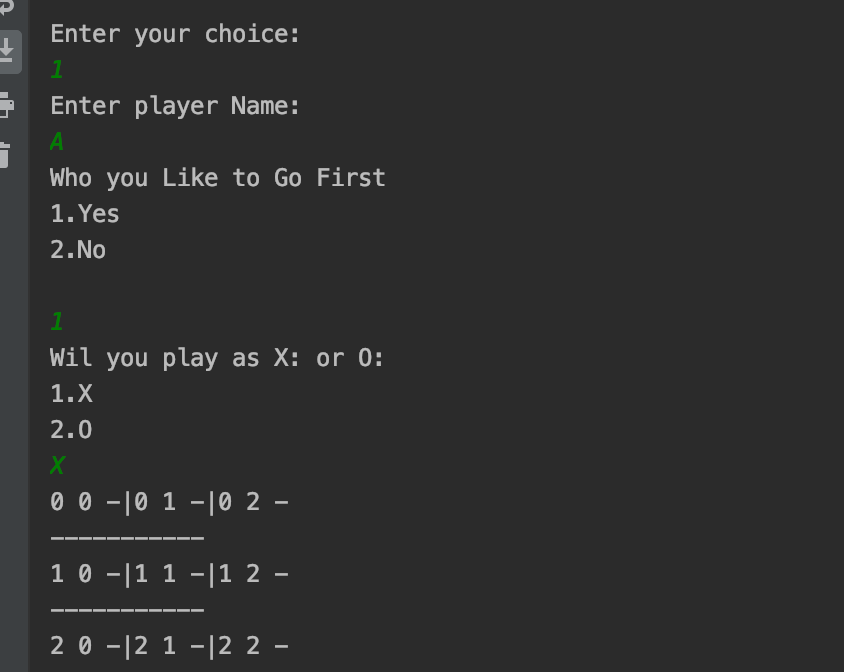 Enter your choice:
1
Enter player Name:
A
Who you Like to Go First
1.Yes
2.No
1
Wil you play as X: or O:
1.X
2.O
X
0 0 -|0 1 -|0 2 -
-----------
1 0 -|1 1 -|1 2 -
-----------
2 0 -|2 1 -|2 2 -